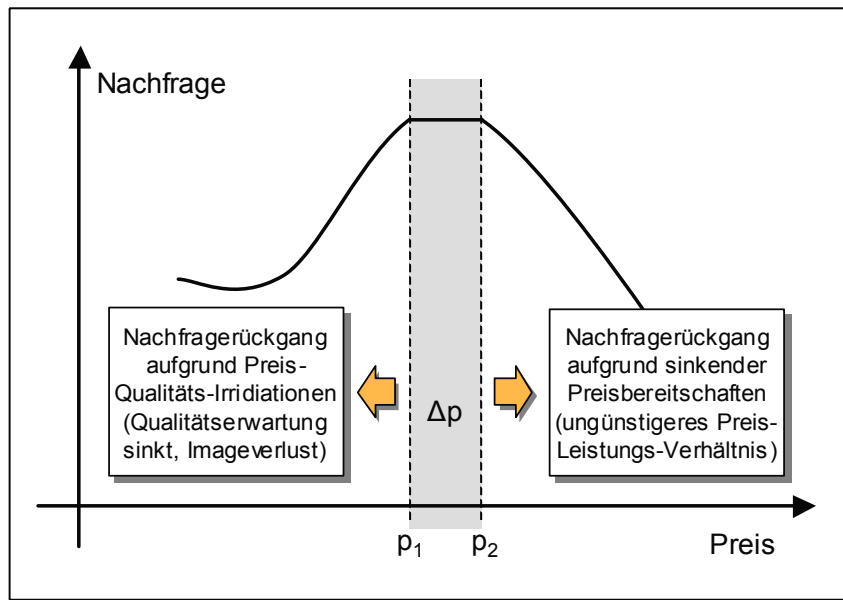 Nachfrage
Nachfragerückgang
aufgrund Preis-
Qualitäts-Irridiationen
(Qualitätserwartung
sinkt, Imageverlust)
Δp
Nachfragerückgang
aufgrund sinkender
Preisbereitschaften
(ungünstigeres Preis-
Leistungs-Verhältnis)
p₁
p₂
Preis